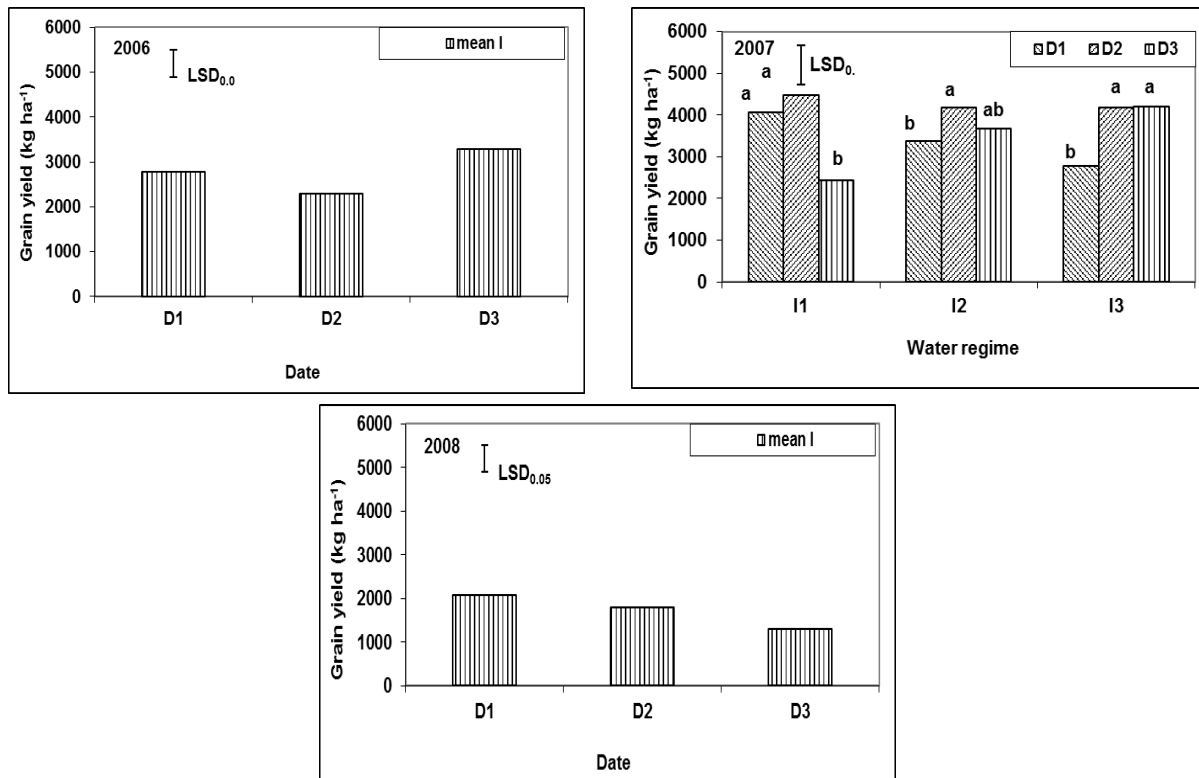 6000
5000
4000
3000
2000
1000
0
Grain yield (kg ha⁻¹)
2006
LSD₀.₀
mean I
D1 D2 D3
Date
6000
5000
4000
3000
2000
1000
0
Grain yield (kg ha⁻¹)
2007
LSD₀.
D1 D2 D3
a a b
b a ab
b a a
I1 I2 I3
Water regime
6000
5000
4000
3000
2000
1000
0
Grain yield (kg ha⁻¹)
2008
LSD₀.₀₅
mean I
D1 D2 D3
Date